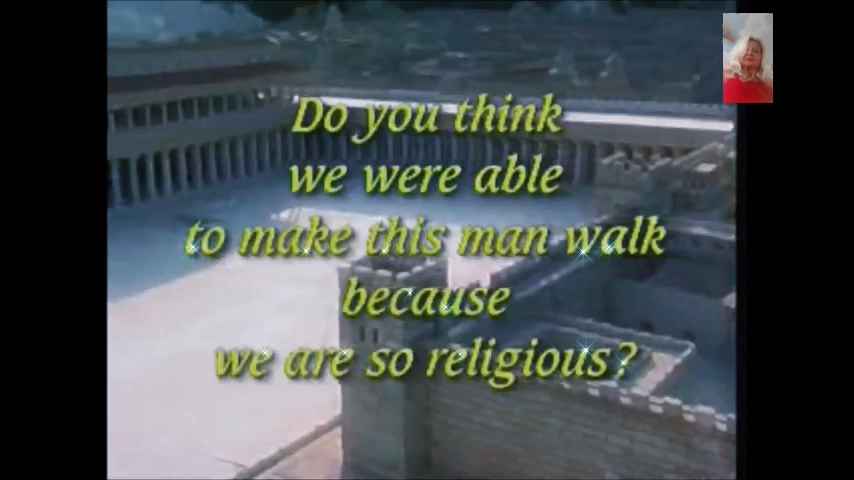 Do you think
we were able
to make this man walk
because
we are so religious?